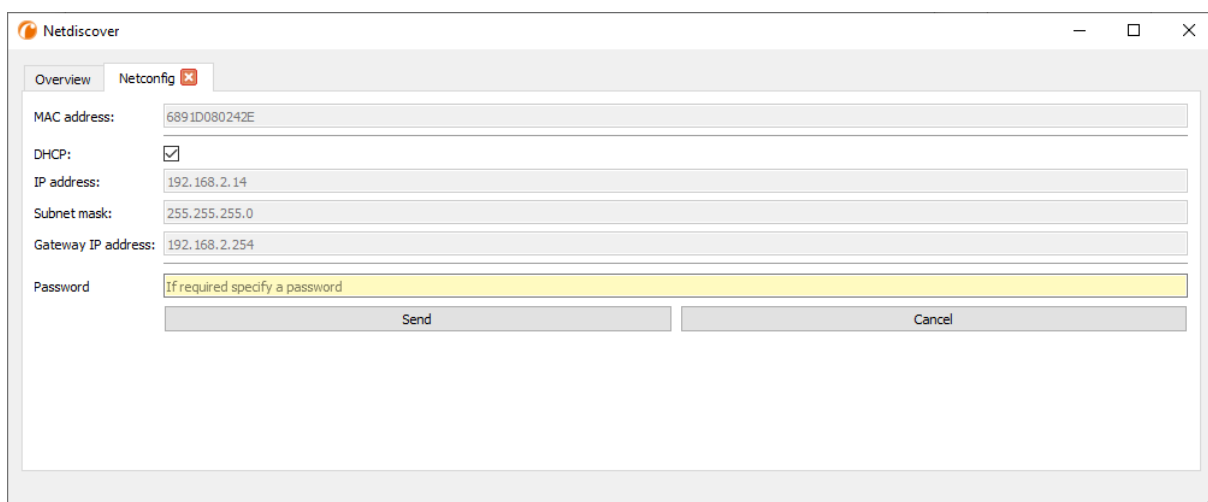 Netdiscover
Overview Netconfig
MAC address: 6891D080242E
DHCP:
IP address: 192.168.2.14
Subnet mask: 255.255.255.0
Gateway IP address: 192.168.2.254
Password If required specify a password
Send Cancel